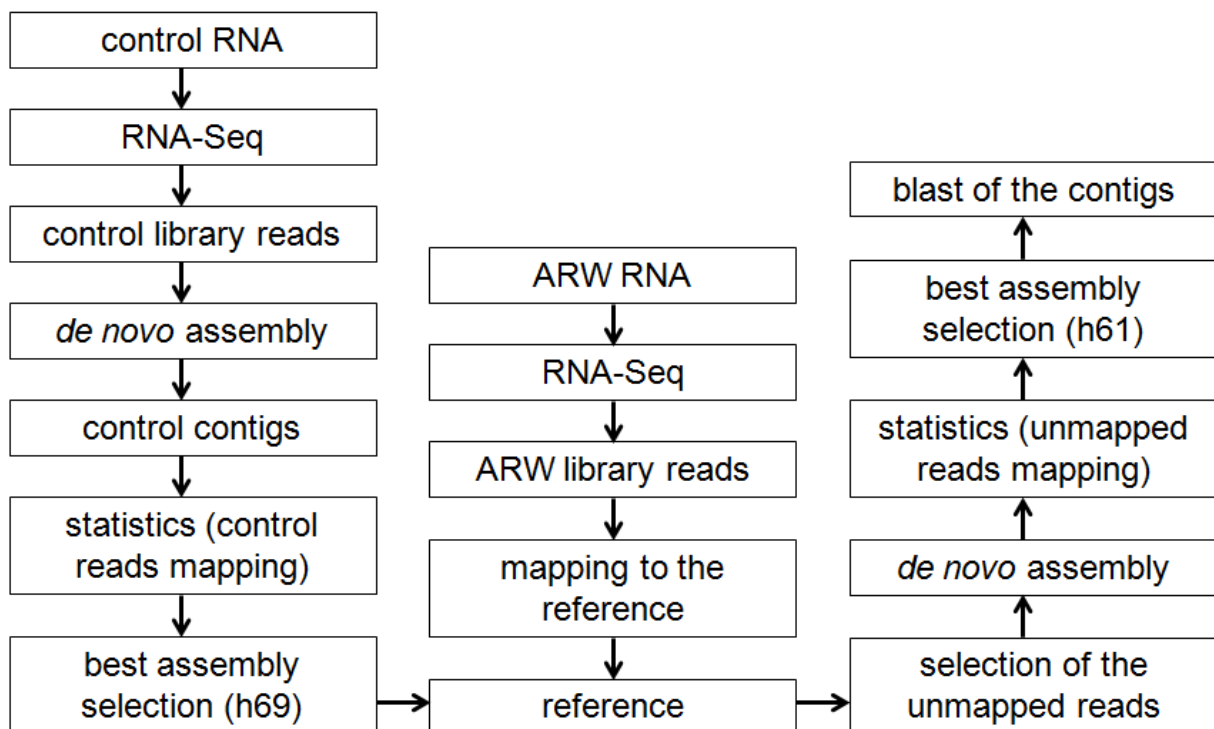 control RNA
RNA-Seq
control library reads
de novo assembly
control contigs
statistics (control
reads mapping)
best assembly
selection (h69)
ARW RNA
RNA-Seq
ARW library reads
mapping to the
reference
reference
blast of the contigs
best assembly
selection (h61)
statistics (unmapped
reads mapping)
de novo assembly
selection of the
unmapped reads